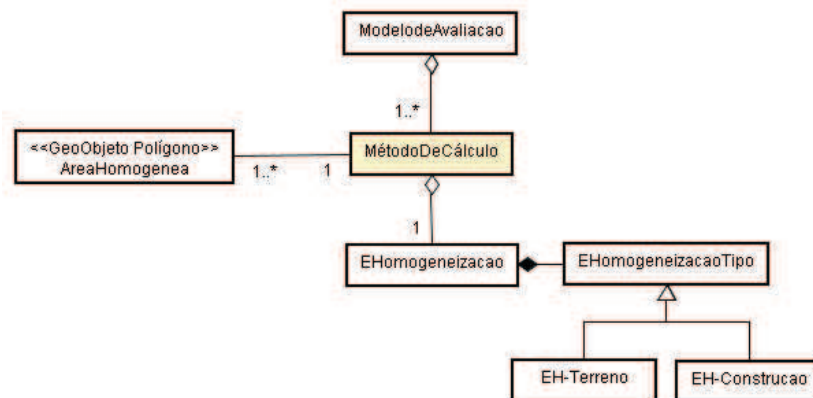 ModelodeAvaliacao
1..*
<<GeoObjeto Polígono>>
AreaHomogenea
1..*
1
MétodoDeCálculo
1
EHomogeneizacao
EHomogeneizacaoTipo
EH-Terreno
EH-Construcao